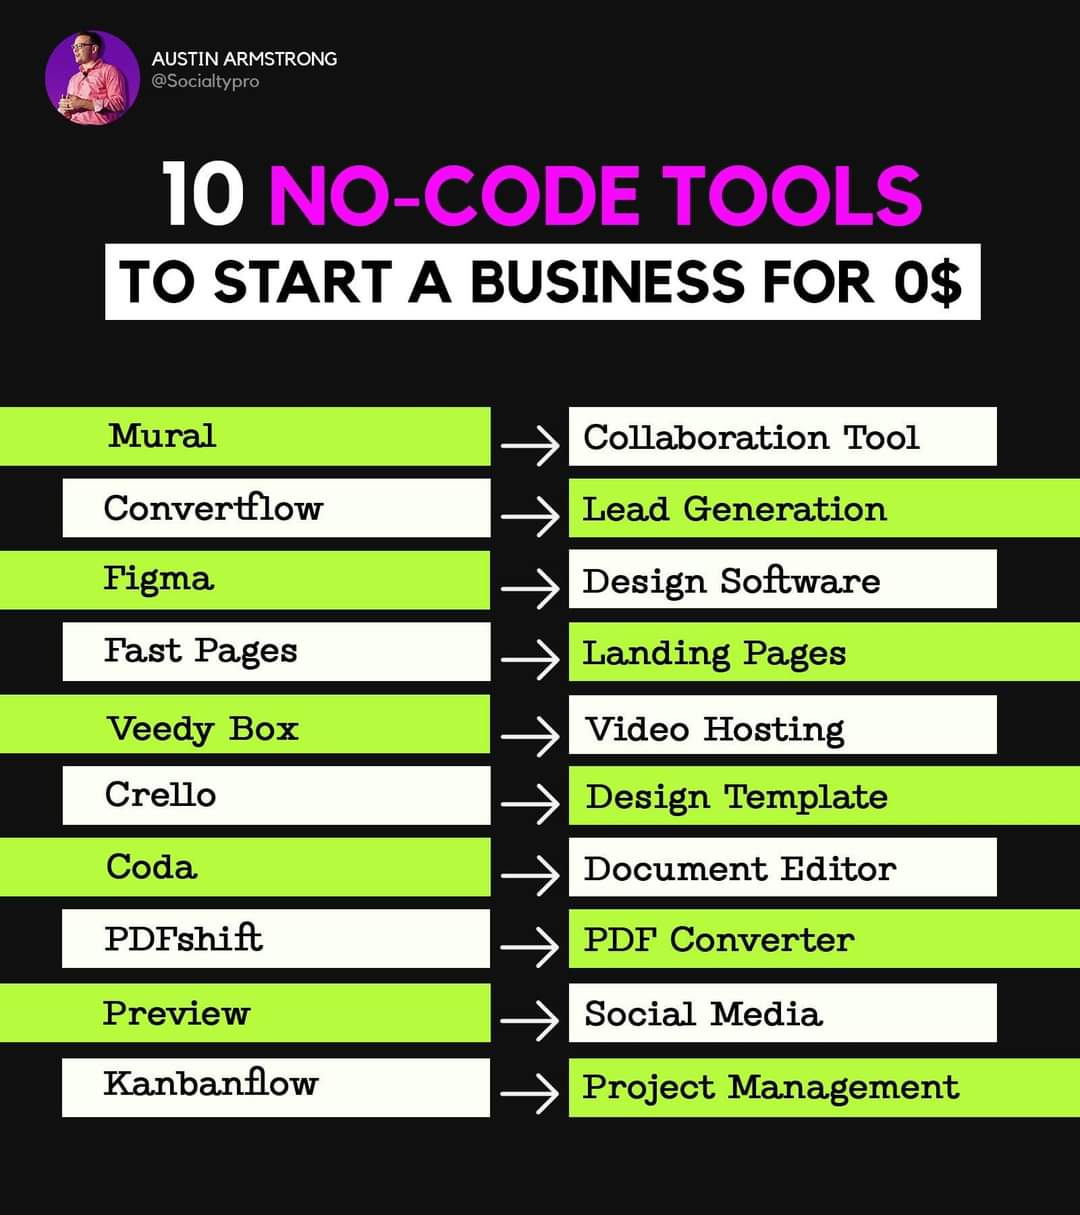 AUSTIN ARMSTRONG
@Socialtypro
10 NO-CODE TOOLS
TO START A BUSINESS FOR 0$
Mural → Collaboration Tool
Convertflow → Lead Generation
Figma → Design Software
Fast Pages → Landing Pages
Veedy Box → Video Hosting
Crello → Design Template
Coda → Document Editor
PDFshift → PDF Converter
Preview → Social Media
Kanbanflow → Project Management